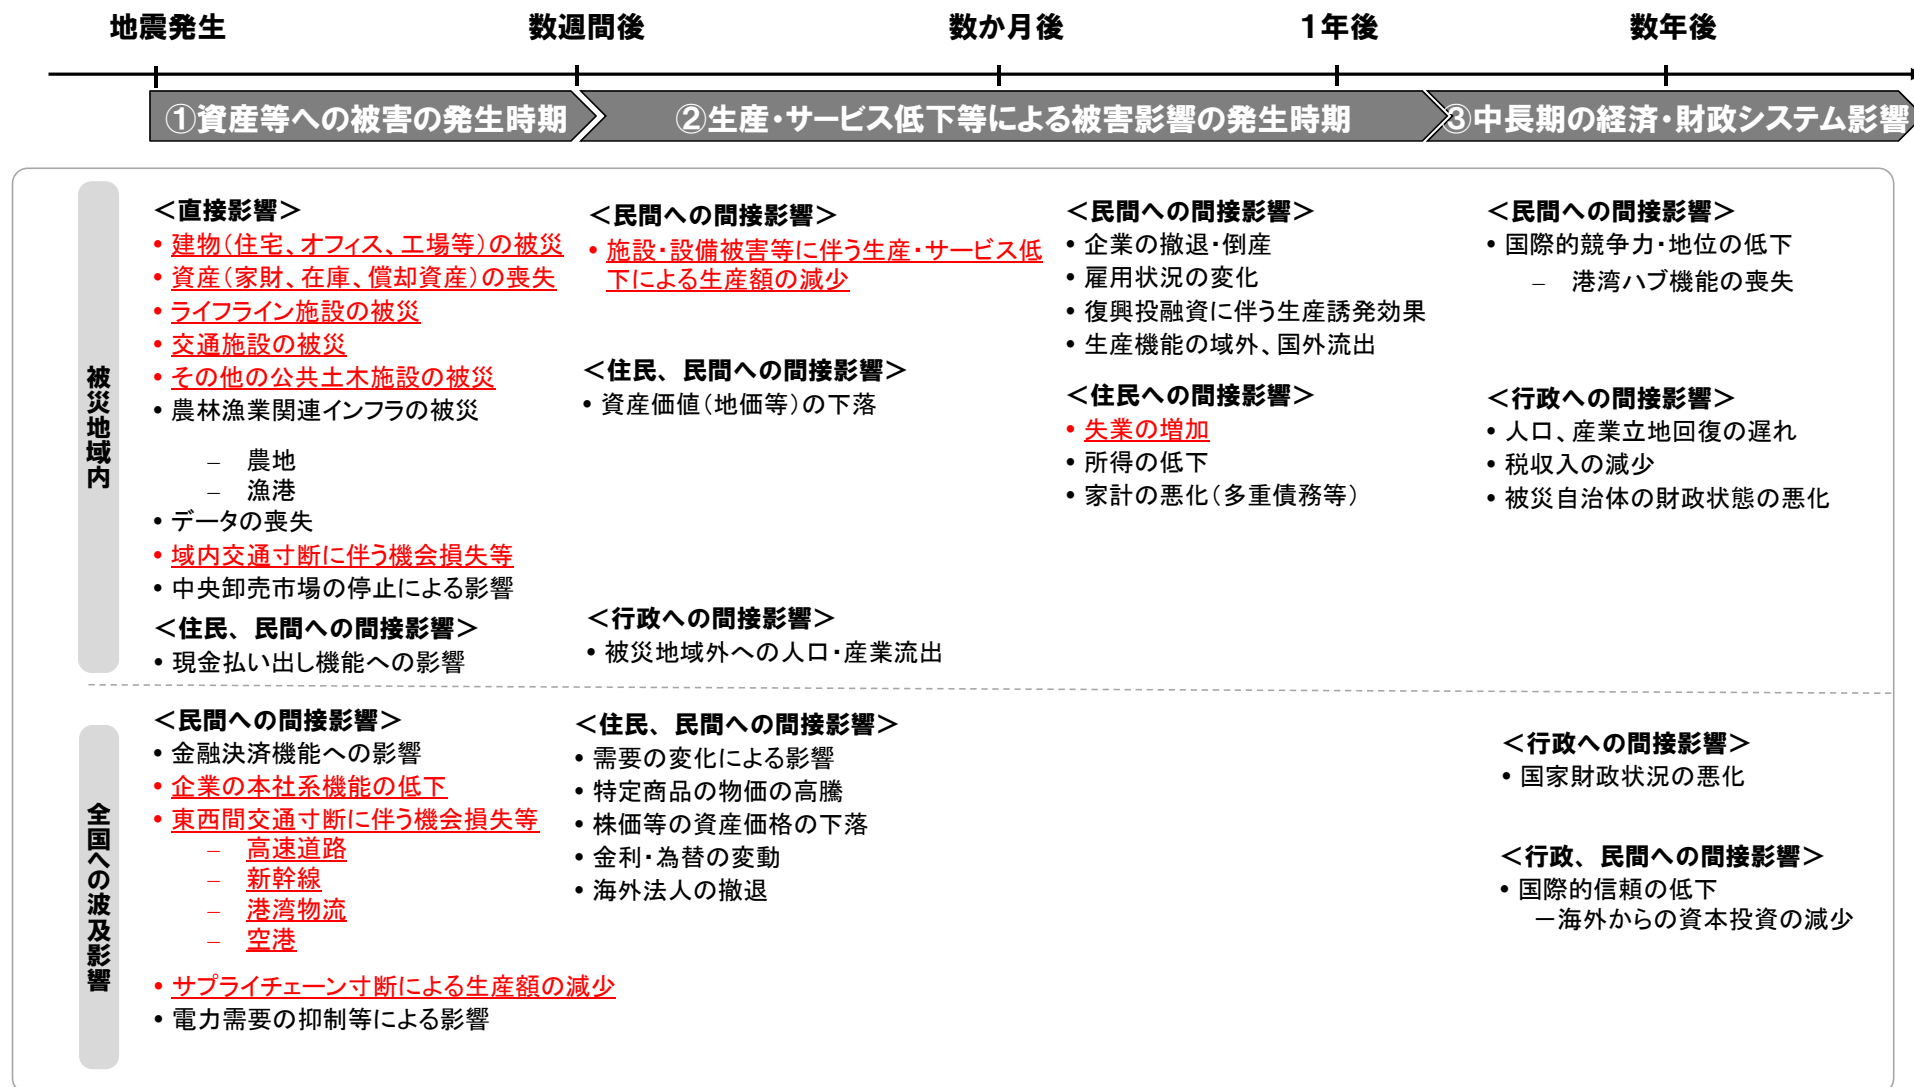 地震発生
数週間後
数か月後
1年後
数年後
①資産等への被害の発生時期
②生産・サービス低下等による被害影響の発生時期
③中長期の経済・財政システム影響
被災地域内
＜直接影響＞
• 建物（住宅、オフィス、工場等）の被災
• 資産（家財、在庫、償却資産）の喪失
• ライフライン施設の被災
• 交通施設の被災
• その他の公共土木施設の被災
• 農林漁業関連インフラの被災
– 農地
– 漁港
• データの喪失
• 域内交通寸断に伴う機会損失等
• 中央卸売市場の停止による影響
＜住民、民間への間接影響＞
• 現金払い出し機能への影響
＜民間への間接影響＞
• 施設・設備被害等に伴う生産・サービス低
下による生産額の減少
＜住民、民間への間接影響＞
• 資産価値（地価等）の下落
＜行政への間接影響＞
• 被災地域外への人口・産業流出
＜民間への間接影響＞
• 企業の撤退・倒産
• 雇用状況の変化
• 復興投融資に伴う生産誘発効果
• 生産機能の域外、国外流出
＜住民への間接影響＞
• 失業の増加
• 所得の低下
• 家計の悪化（多重債務等）
＜民間への間接影響＞
• 国際的競争力・地位の低下
– 港湾ハブ機能の喪失
＜行政への間接影響＞
• 人口、産業立地回復の遅れ
• 税収入の減少
• 被災自治体の財政状態の悪化
全国への波及影響
＜民間への間接影響＞
• 金融決済機能への影響
• 企業の本社系機能の低下
• 東西間交通寸断に伴う機会損失等
– 高速道路
– 新幹線
– 港湾物流
– 空港
• サプライチェーン寸断による生産額の減少
• 電力需要の抑制等による影響
＜住民、民間への間接影響＞
• 需要の変化による影響
• 特定商品の物価の高騰
• 株価等の資産価格の下落
• 金利・為替の変動
• 海外法人の撤退
＜行政への間接影響＞
• 国家財政状況の悪化
＜行政、民間への間接影響＞
• 国際的信頼の低下
－海外からの資本投資の減少